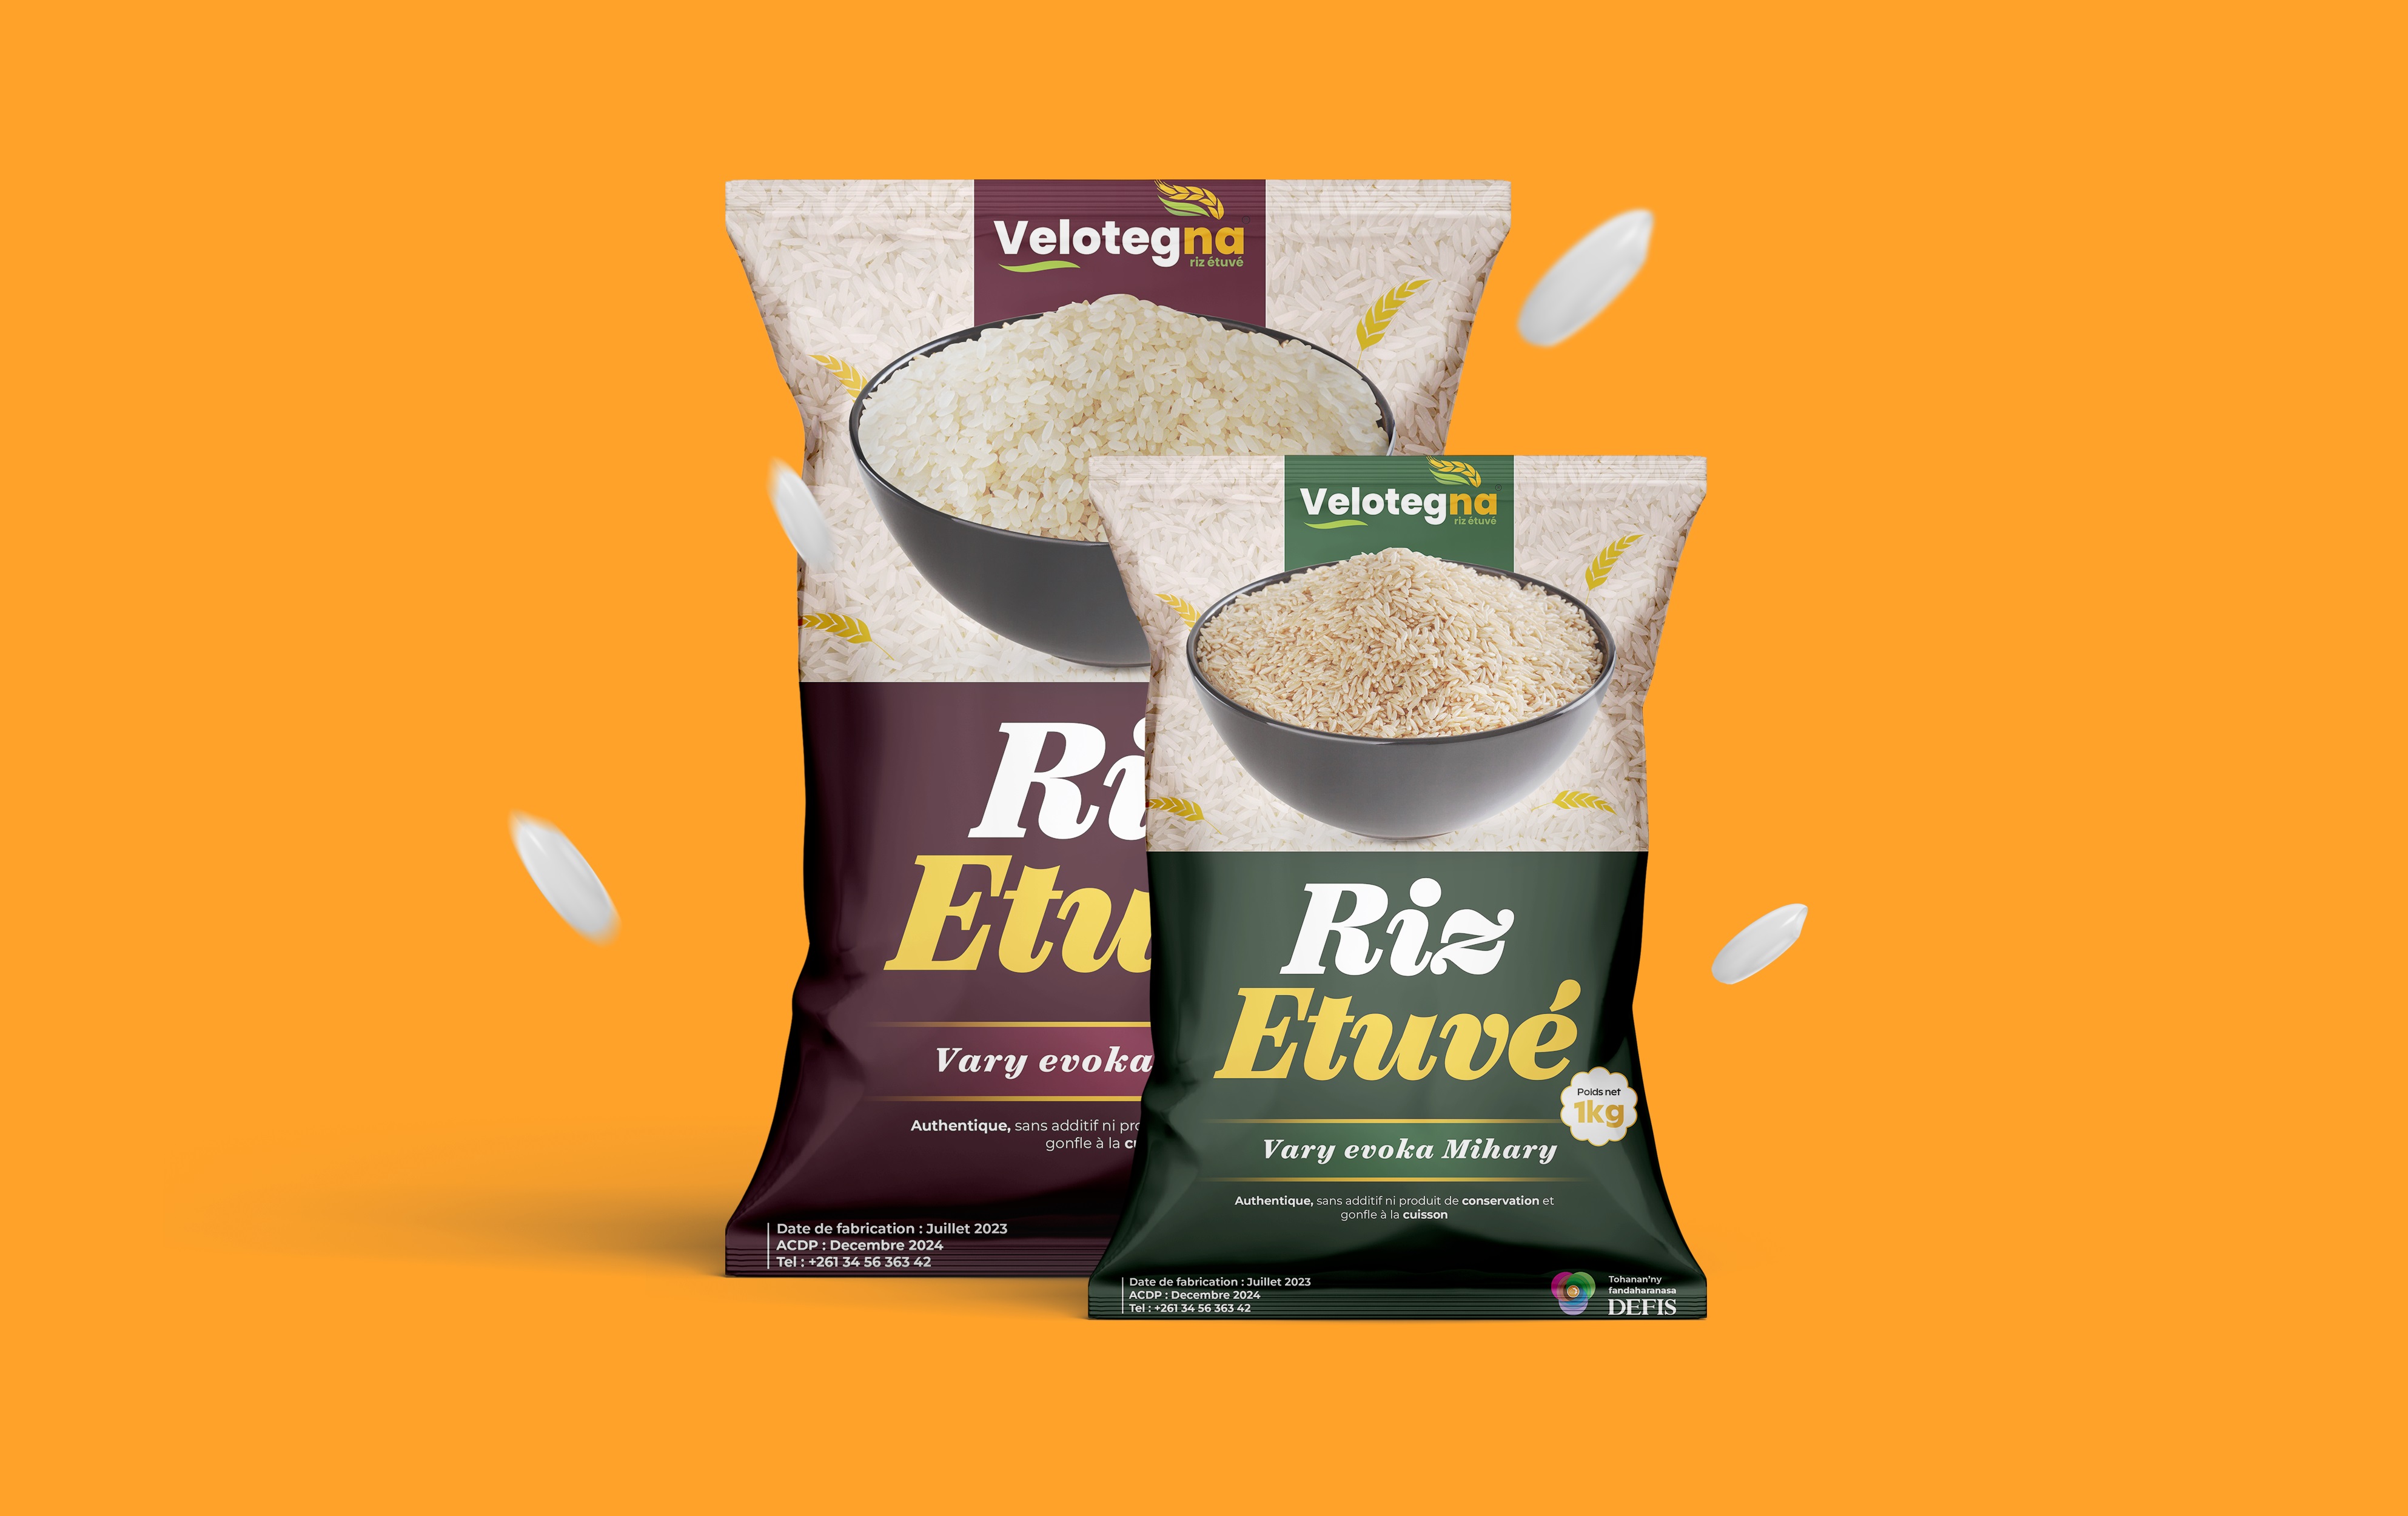 Velotegna
riz étuvé
Ri
Etu
Vary evoka
Authentique, sans additif ni pro
gonfle à la cu
Date de fabrication : Juillet 2023
ACDP : Decembre 2024
Tel : +261 34 56 363 42
Velotegna
riz étuvé
Riz
Etuvé
Poids net
1kg
Vary evoka Mihary
Authentique, sans additif ni produit de conservation et
gonfle à la cuisson
Date de fabrication : Juillet 2023
ACDP : Decembre 2024
Tel : +261 34 56 363 42
Tohanan'ny
fandaharanasa
DEFIS